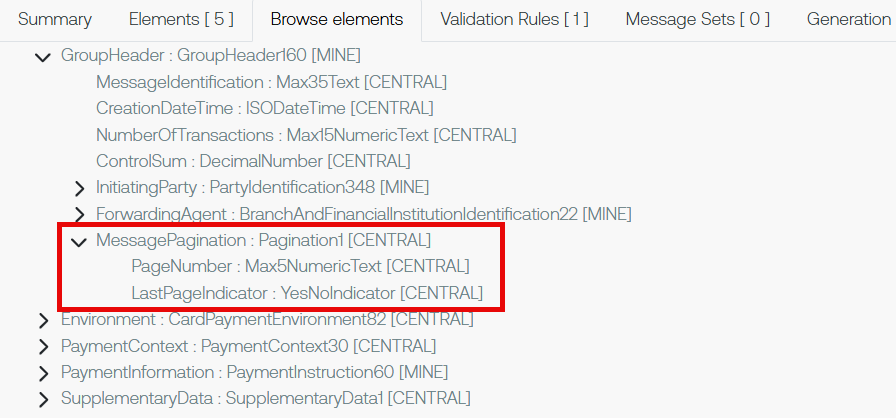 Summary Elements [ 5 ] Browse elements Validation Rules [ 1 ] Message Sets [ 0 ] Generation
GroupHeader : GroupHeader160 [MINE]
MessageIdentification : Max35Text [CENTRAL]
CreationDateTime : ISODateTime [CENTRAL]
NumberOfTransactions : Max15NumericText [CENTRAL]
ControlSum : DecimalNumber [CENTRAL]
InitiatingParty : PartyIdentification348 [MINE]
ForwardingAgent : BranchAndFinancialInstitutionIdentification22 [MINE]
MessagePagination : Pagination1 [CENTRAL]
PageNumber : Max5NumericText [CENTRAL]
LastPageIndicator : YesNoIndicator [CENTRAL]
Environment : CardPaymentEnvironment82 [CENTRAL]
PaymentContext : PaymentContext30 [CENTRAL]
PaymentInformation : PaymentInstruction60 [MINE]
SupplementaryData : SupplementaryData1 [CENTRAL]